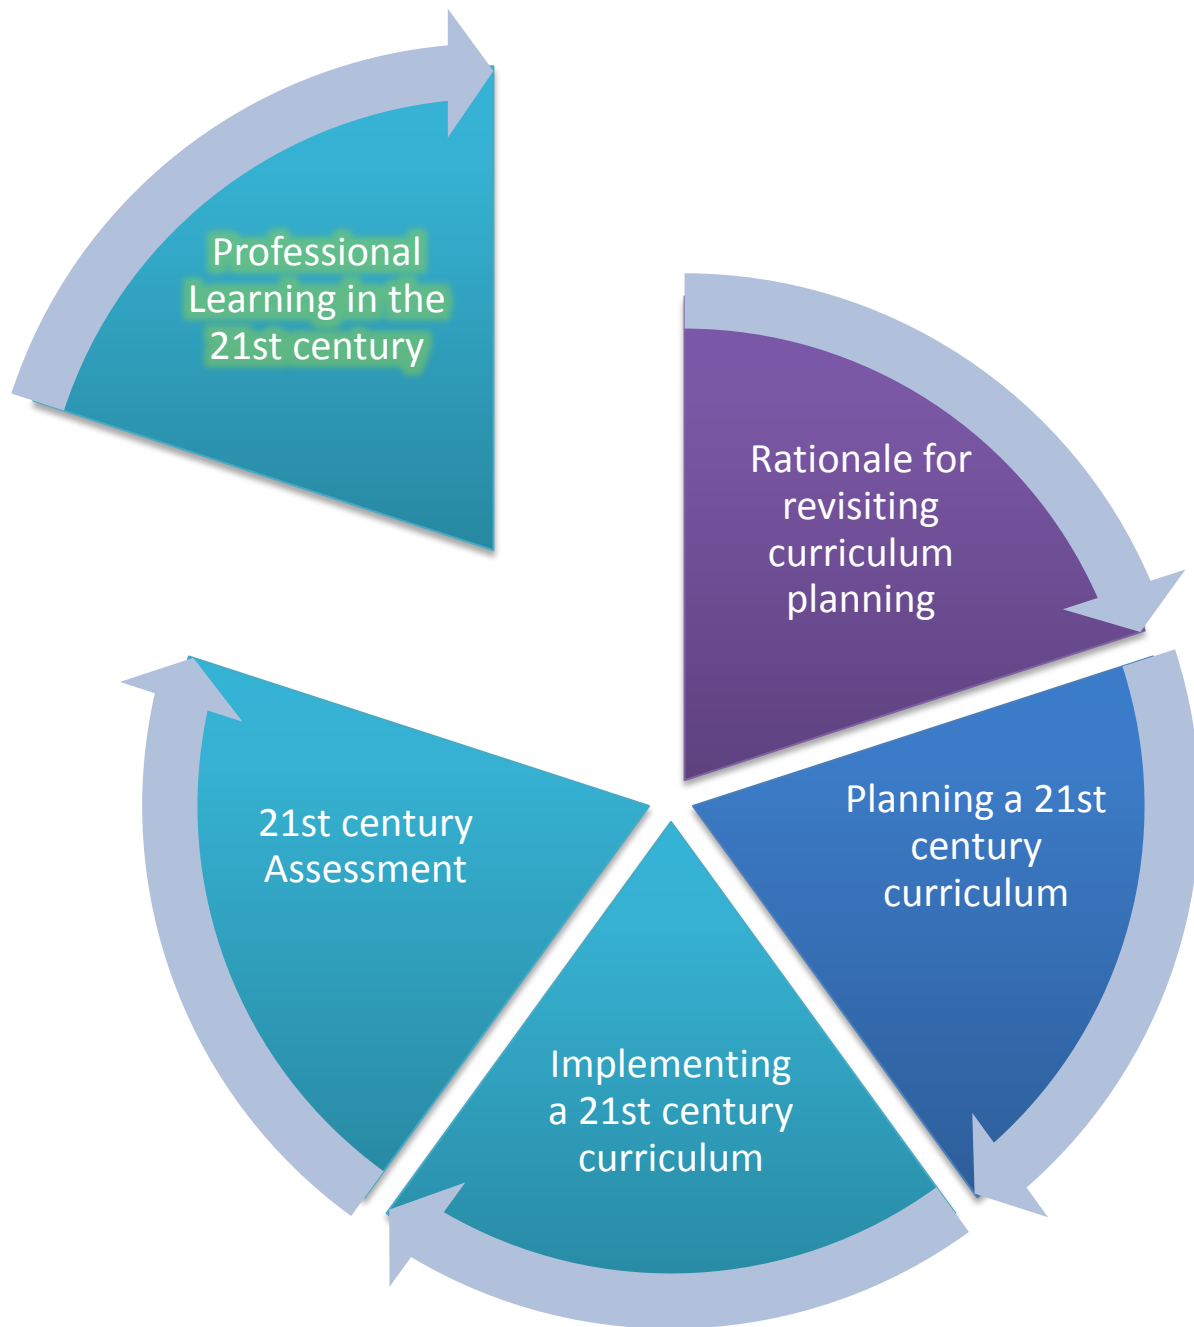 Professional
Learning in the
21st century
Rationale for
revisiting
curriculum
planning
Planning a 21st
century
curriculum
Implementing
a 21st century
curriculum
21st century
Assessment